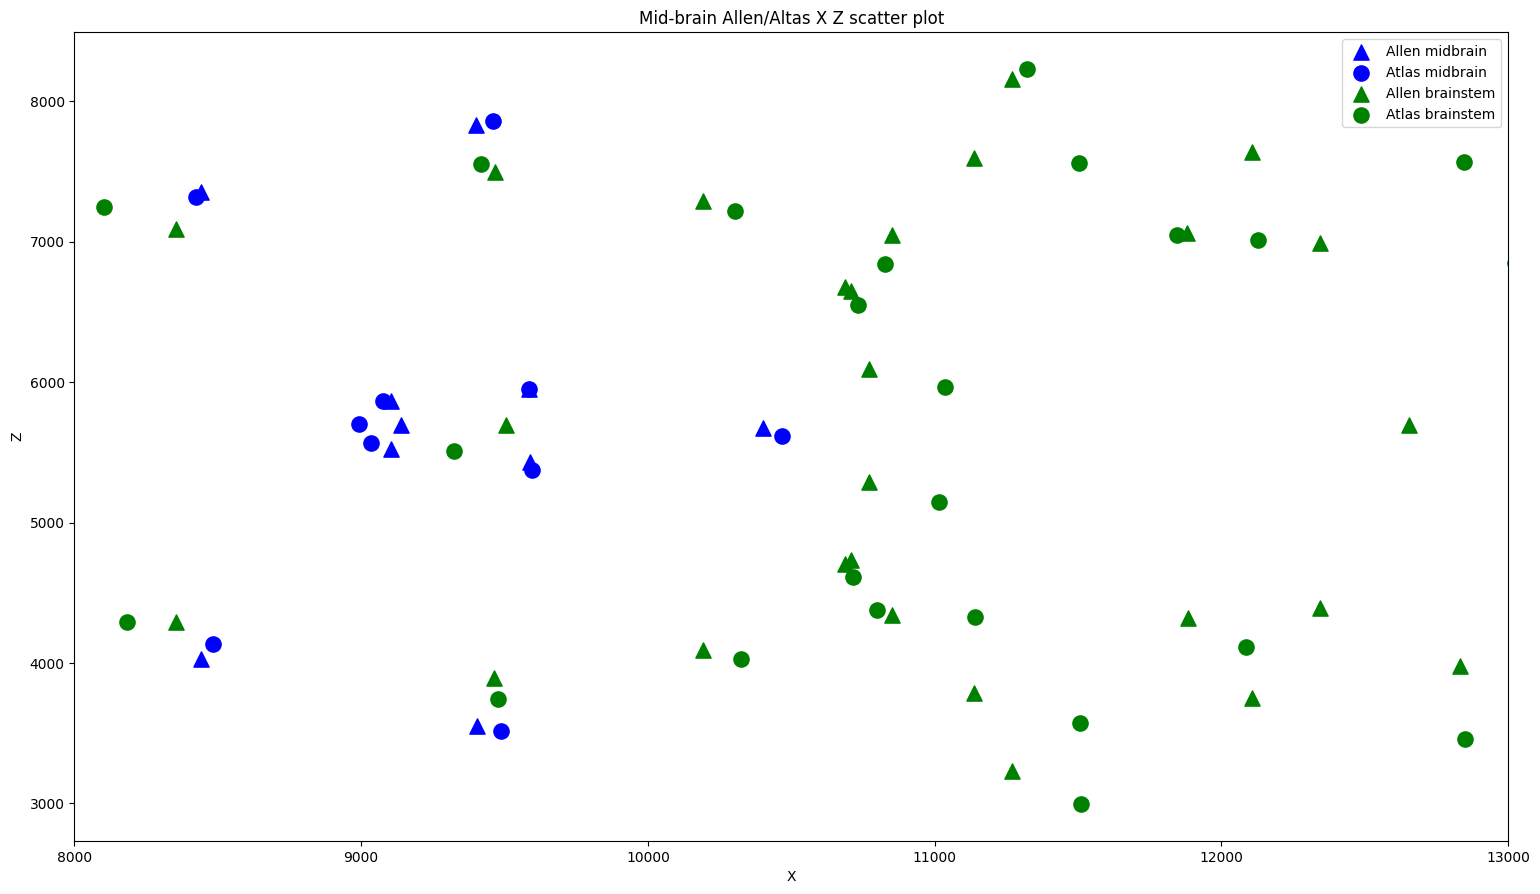 Mid-brain Allen/Altas X Z scatter plot
Allen midbrain
Atlas midbrain
Allen brainstem
Atlas brainstem
8000
7000
6000
5000
4000
3000
Z
8000
9000
10000
11000
12000
13000
X